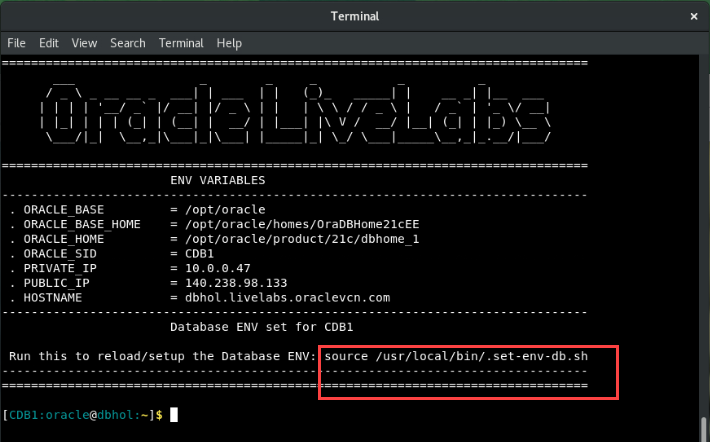 Terminal
×
File Edit View Search Terminal Help
================================================================================
Oracle LiveLabs
================================================================================
ENV VARIABLES
--------------------------------------------------------------------------------
. ORACLE_BASE = /opt/oracle
. ORACLE_BASE_HOME = /opt/oracle/homes/OraDBHome21cEE
. ORACLE_HOME = /opt/oracle/product/21c/dbhome_1
. ORACLE_SID = CDB1
. PRIVATE_IP = 10.0.0.47
. PUBLIC_IP = 140.238.98.133
. HOSTNAME = dbhol.livelabs.oraclevcn.com
--------------------------------------------------------------------------------
Database ENV set for CDB1
Run this to reload/setup the Database ENV: source /usr/local/bin/.set-env-db.sh
--------------------------------------------------------------------------------
================================================================================
[CDB1:oracle@dbhol:~]$